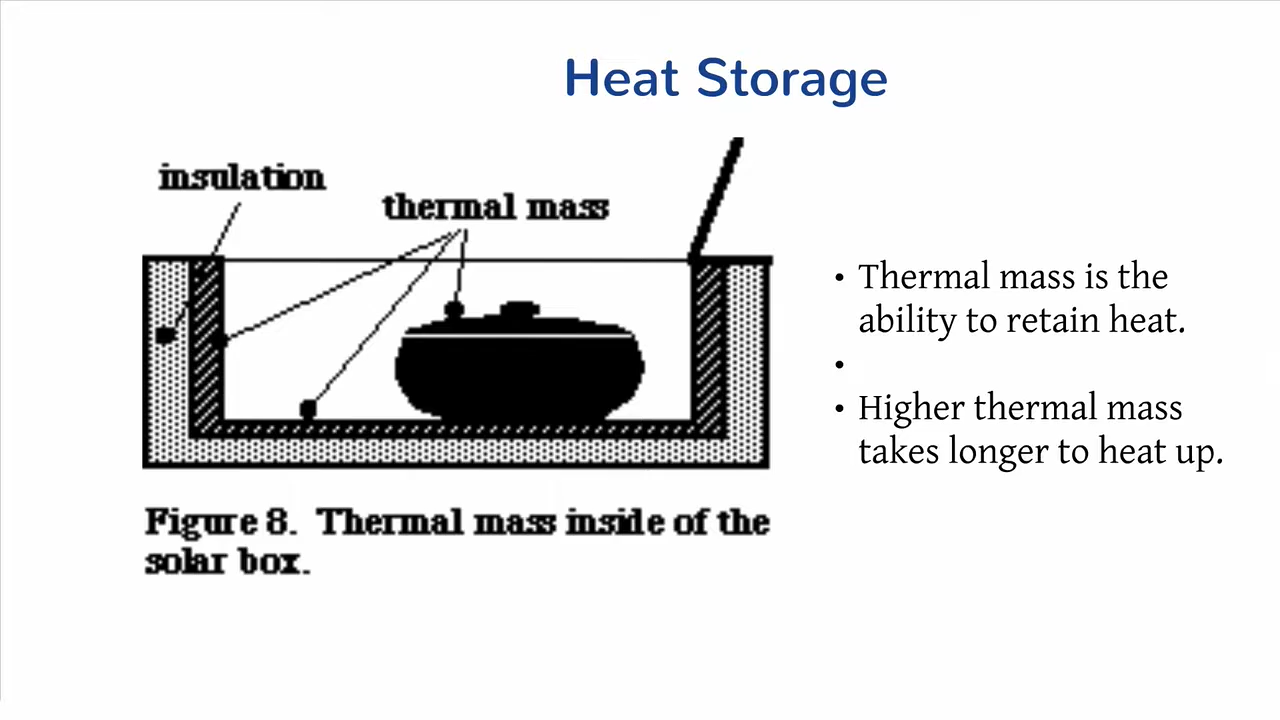 Heat Storage
insulation
thermal mass
• Thermal mass is the
ability to retain heat.
•
• Higher thermal mass
takes longer to heat up.
Figure 8. Thermal mass inside of the
solar box.